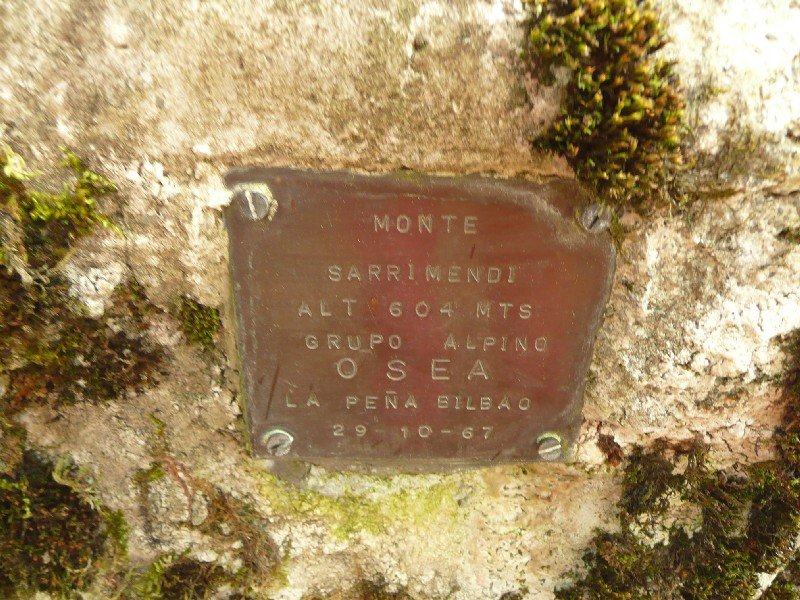 MONTE
SARRIMENDI
ALT 604 MTS
GRUPO ALPINO
OSEA
LA PEÑA BILBAO
29-10-67